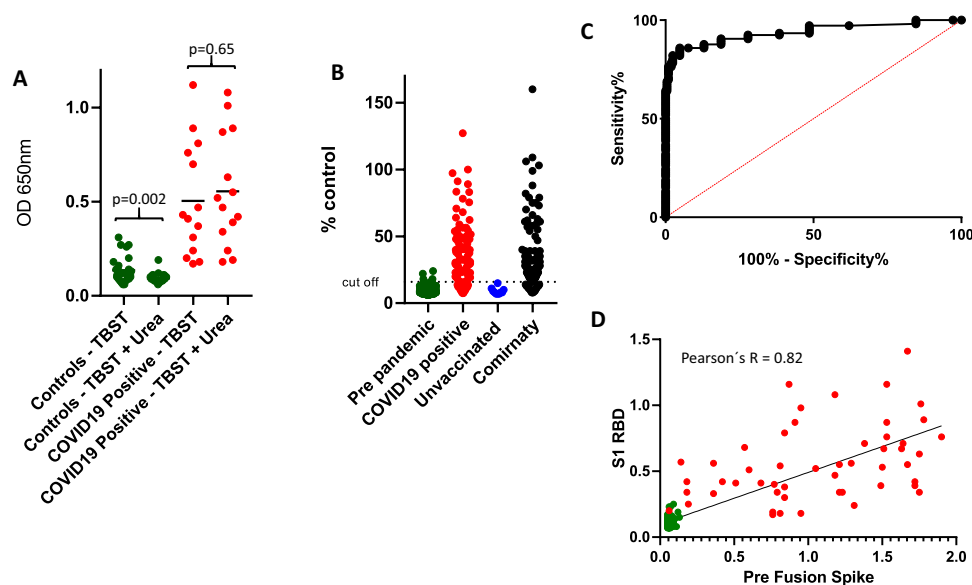 A
p=0.65
p=0.002
OD 650nm
1.0
0.5
0.0
Controls - TBST
Controls - TBST + Urea
COVID19 Positive - TBST
COVID19 Positive - TBST + Urea
B
% control
150
100
50
0
cut off
Pre pandemic
COVID19 positive
Unvaccinated
Comirnaty
C
Sensitivity%
100
0
0
100
100% - Specificity%
D
Pearson´s R = 0.82
S1 RBD
1.5
1.0
0.5
0.0
0.0
0.5
1.0
1.5
2.0
Pre Fusion Spike